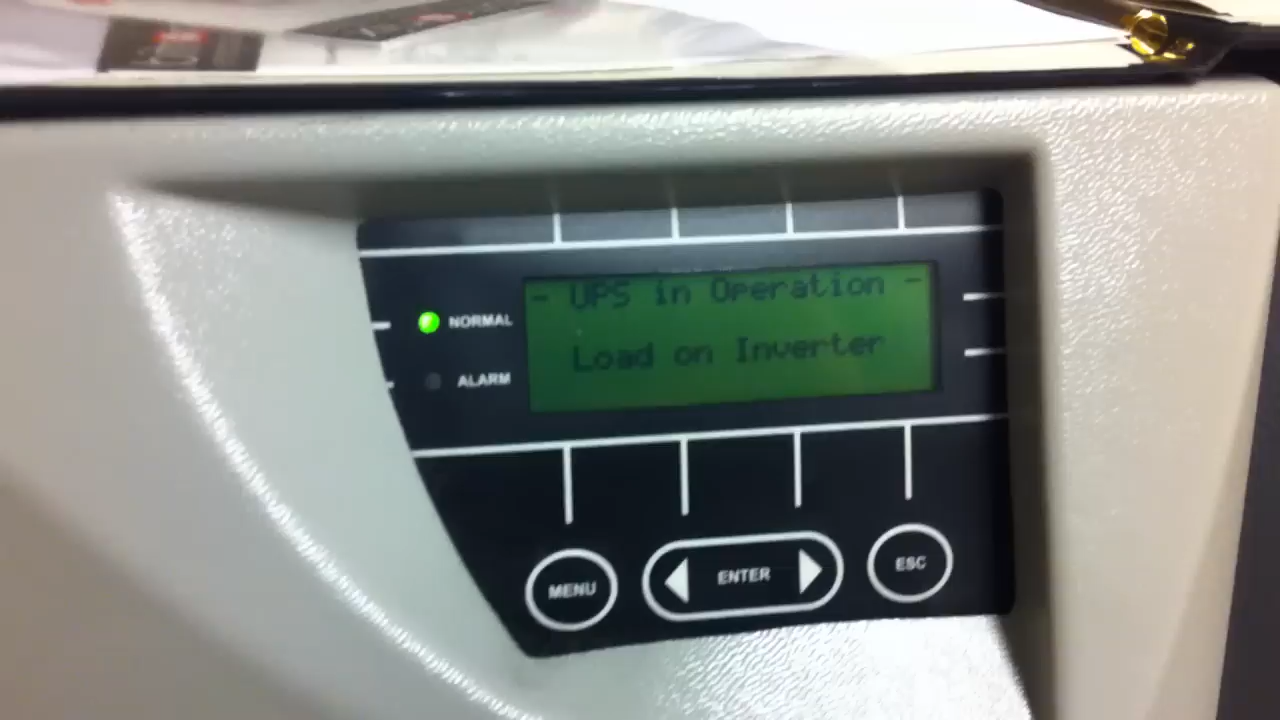 - UPS in Operation -
Load on Inverter
NORMAL
ALARM
MENU
ENTER
ESC